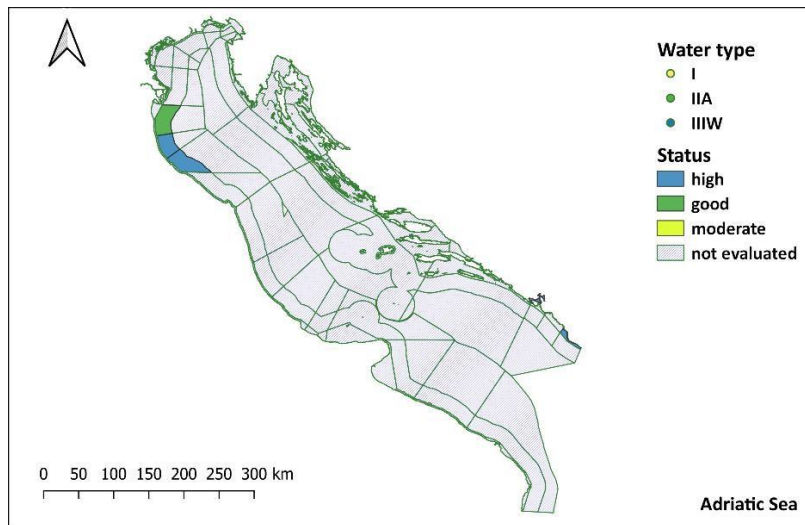 Water type
I
IIA
IIIW
Status
high
good
moderate
not evaluated
0 50 100 150 200 250 300 km
Adriatic Sea